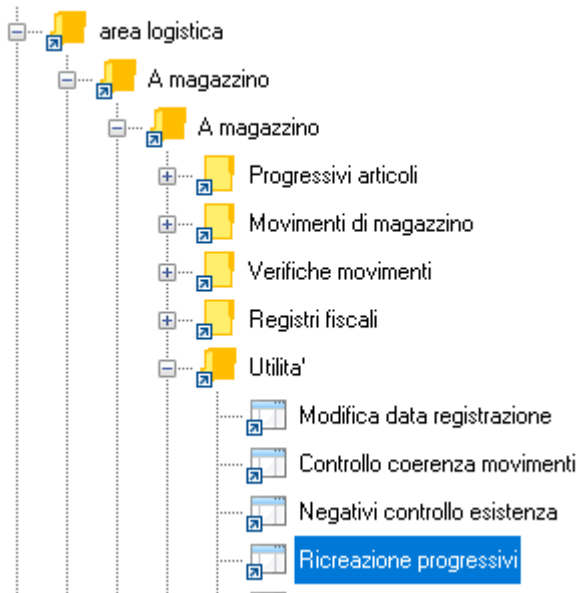 area logistica
A magazzino
A magazzino
Progressivi articoli
Movimenti di magazzino
Verifiche movimenti
Registri fiscali
Utilita'
Modifica data registrazione
Controllo coerenza movimenti
Negativi controllo esistenza
Ricreazione progressivi